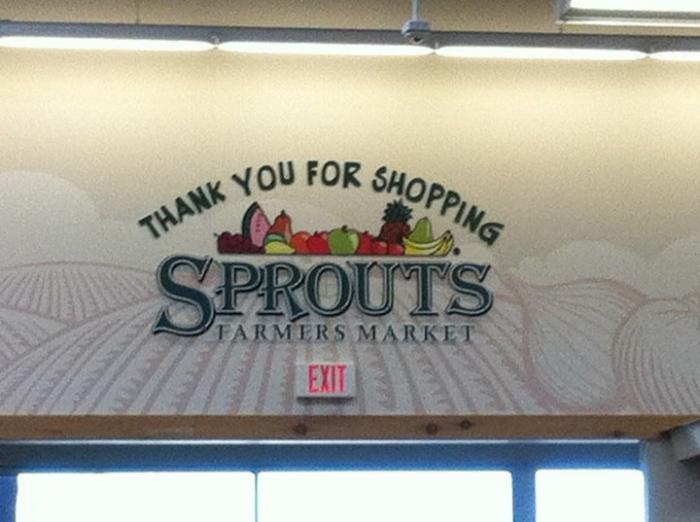 THANK YOU FOR SHOPPING
SPROUTS
FARMERS MARKET
EXIT